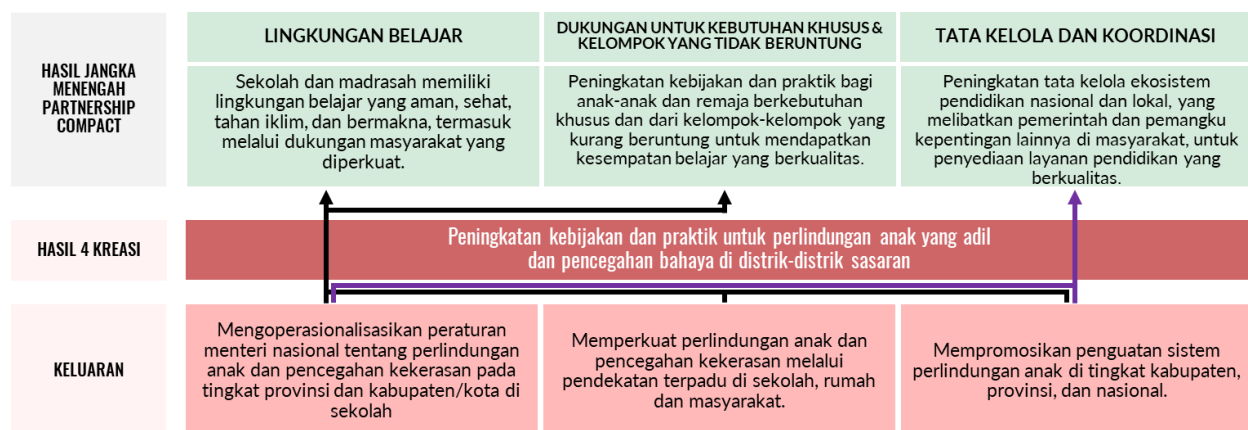 HASIL JANGKA
MENENGAH
PARTNERSHIP
COMPACT
LINGKUNGAN BELAJAR
DUKUNGAN UNTUK KEBUTUHAN KHUSUS &
KELOMPOK YANG TIDAK BERUNTUNG
TATA KELOLA DAN KOORDINASI
Sekolah dan madrasah memiliki
lingkungan belajar yang aman, sehat,
tahan iklim, dan bermakna, termasuk
melalui dukungan masyarakat yang
diperkuat.
Peningkatan kebijakan dan praktik bagi
anak-anak dan remaja berkebutuhan
khusus dan dari kelompok-kelompok yang
kurang beruntung untuk mendapatkan
kesempatan belajar yang berkualitas.
Peningkatan tata kelola ekosistem
pendidikan nasional dan lokal, yang
melibatkan pemerintah dan pemangku
kepentingan lainnya di masyarakat, untuk
penyediaan layanan pendidikan yang
berkualitas.
HASIL 4 KREASI
Peningkatan kebijakan dan praktik untuk perlindungan anak yang adil
dan pencegahan bahaya di distrik-distrik sasaran
KELUARAN
Mengoperasionalisasikan peraturan
menteri nasional tentang perlindungan
anak dan pencegahan kekerasan pada
tingkat provinsi dan kabupaten/kota di
sekolah
Memperkuat perlindungan anak dan
pencegahan kekerasan melalui
pendekatan terpadu di sekolah, rumah
dan masyarakat.
Mempromosikan penguatan sistem
perlindungan anak di tingkat kabupaten,
provinsi, dan nasional.